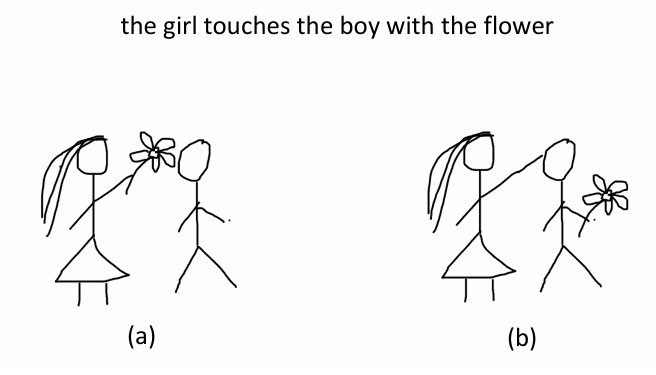 the girl touches the boy with the flower
(a)
(b)